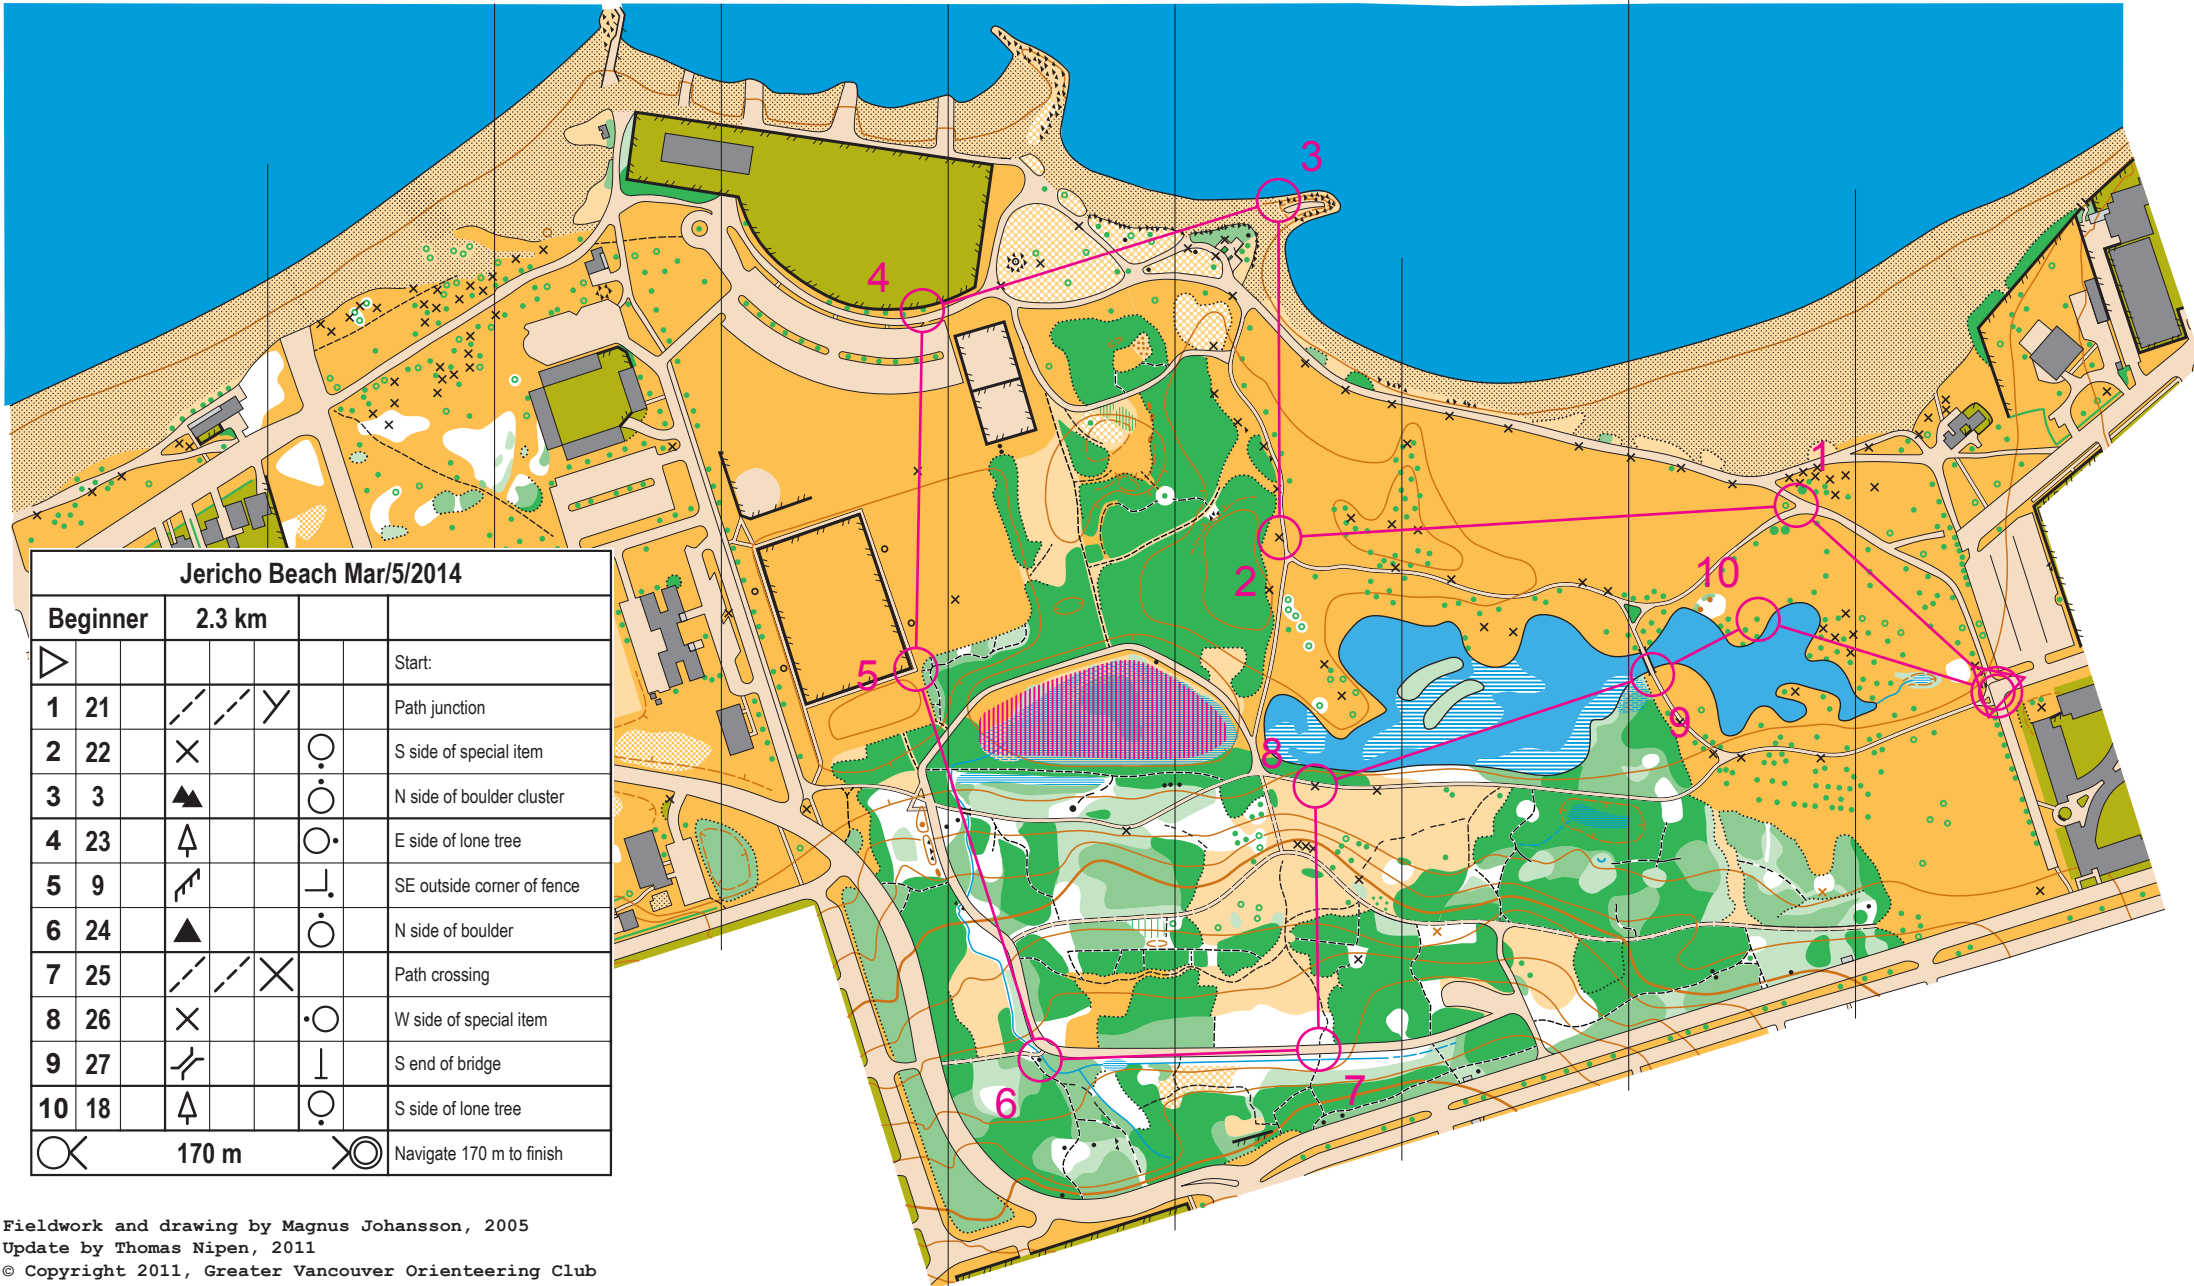 3
4
1
10
2
5
9
8
6
7
Jericho Beach Mar/5/2014
Beginner 2.3 km
Start:
1 21 Path junction
2 22 S side of special item
3 3 N side of boulder cluster
4 23 E side of lone tree
5 9 SE outside corner of fence
6 24 N side of boulder
7 25 Path crossing
8 26 W side of special item
9 27 S end of bridge
10 18 S side of lone tree
170 m Navigate 170 m to finish
Fieldwork and drawing by Magnus Johansson, 2005
Update by Thomas Nipen, 2011
© Copyright 2011, Greater Vancouver Orienteering Club